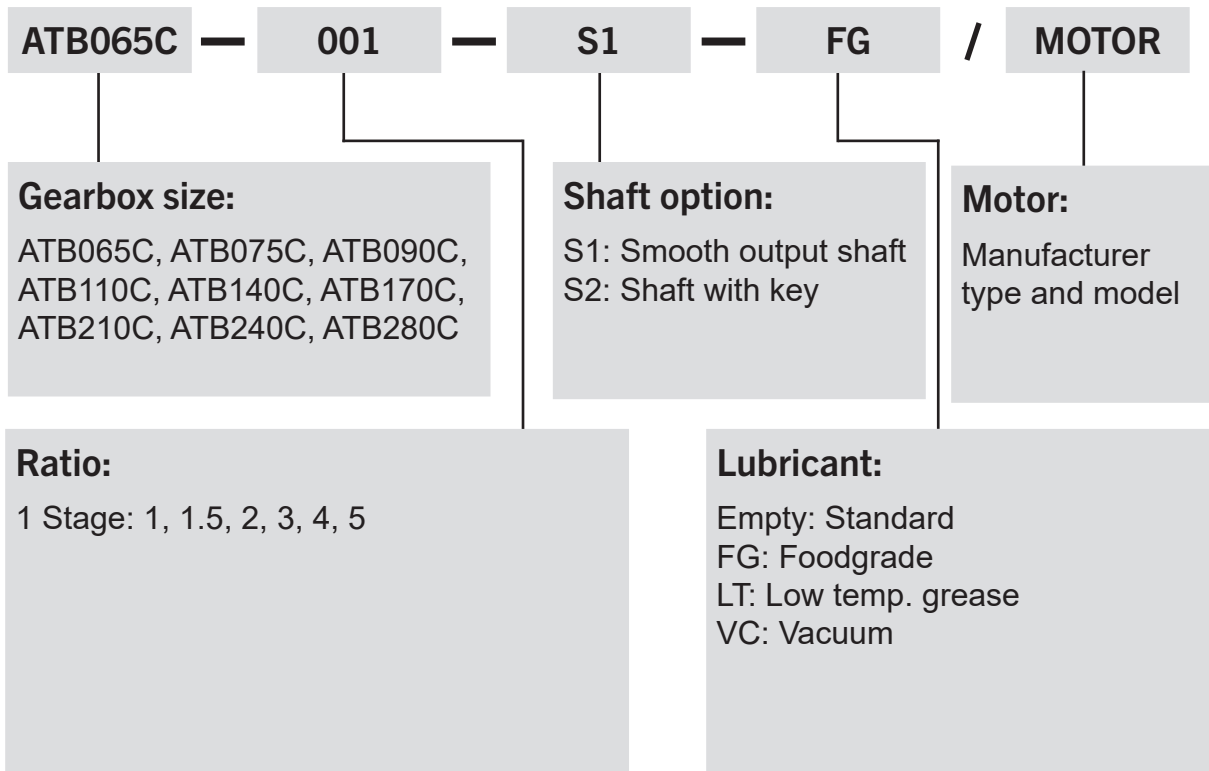 ATB065C — 001 — S1 — FG / MOTOR
Gearbox size:
ATB065C, ATB075C, ATB090C,
ATB110C, ATB140C, ATB170C,
ATB210C, ATB240C, ATB280C
Shaft option:
S1: Smooth output shaft
S2: Shaft with key
Motor:
Manufacturer
type and model
Ratio:
1 Stage: 1, 1.5, 2, 3, 4, 5
Lubricant:
Empty: Standard
FG: Foodgrade
LT: Low temp. grease
VC: Vacuum